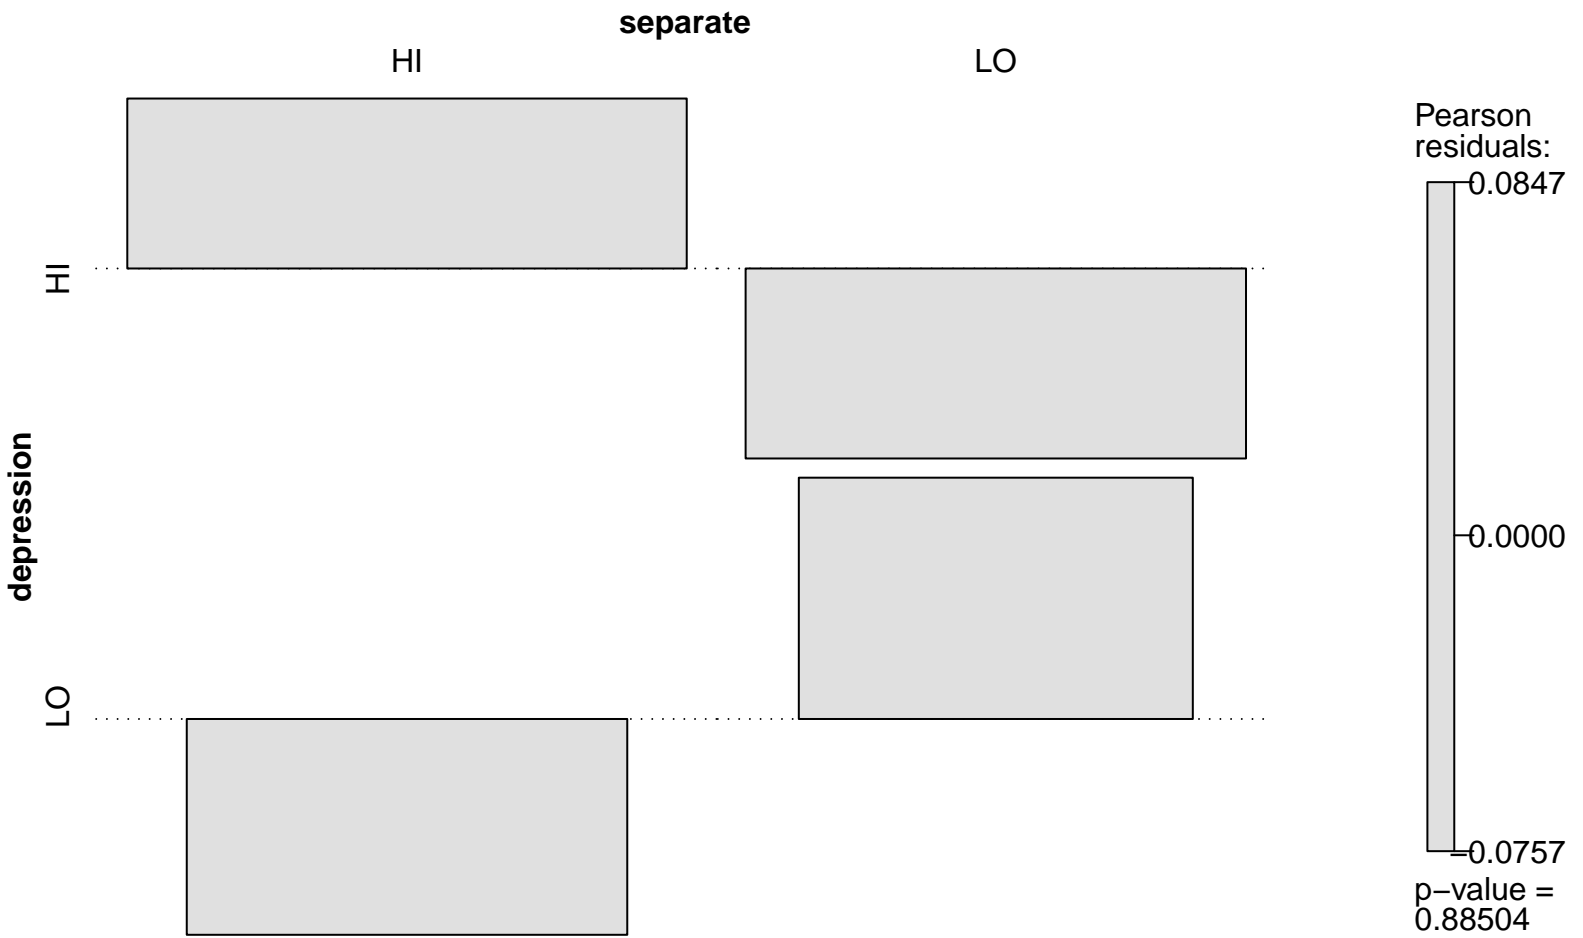 separate
HI LO
Pearson
residuals:
0.0847
HI
depression
0.0000
LO
−0.0757
p−value =
0.88504